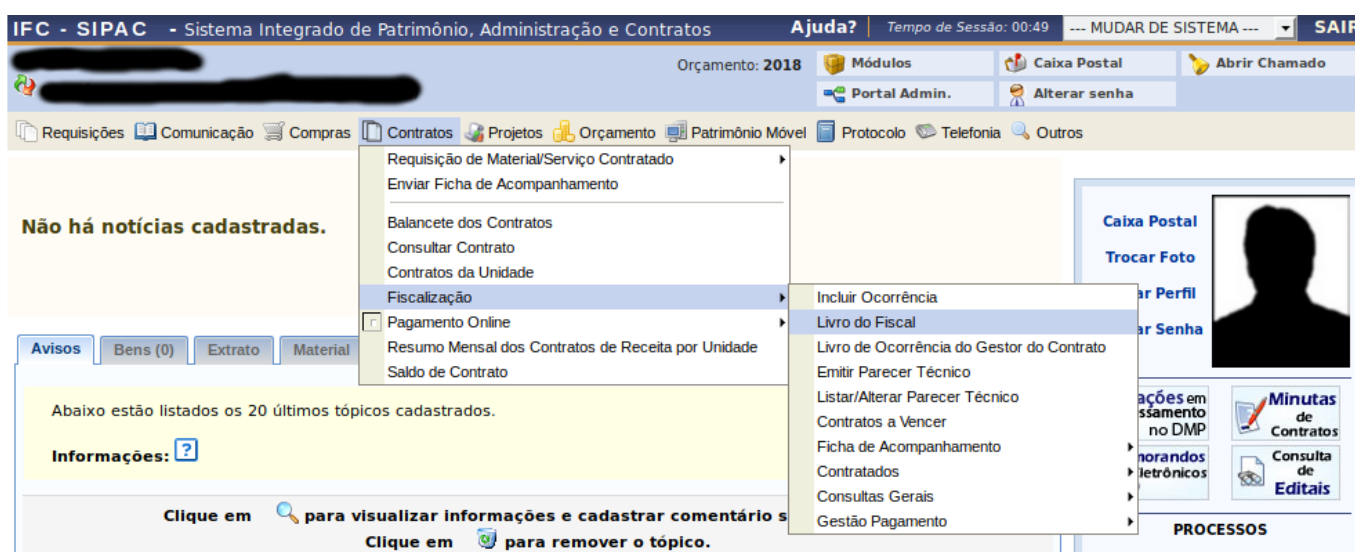 IFC - SIPAC - Sistema Integrado de Patrimônio, Administração e Contratos Ajuda? Tempo de Sessão: 00:49 --- MUDAR DE SISTEMA --- SAIR
Orçamento: 2018 Módulos Caixa Postal Abrir Chamado
Portal Admin. Alterar senha
Requisições Comunicação Compras Contratos Projetos Orçamento Patrimônio Móvel Protocolo Telefonia Outros
Requisição de Material/Serviço Contratado
Enviar Ficha de Acompanhamento
Balancete dos Contratos
Consultar Contrato
Contratos da Unidade
Fiscalização
Pagamento Online
Resumo Mensal dos Contratos de Receita por Unidade
Saldo de Contrato
Incluir Ocorrência
Livro do Fiscal
Livro de Ocorrência do Gestor do Contrato
Emitir Parecer Técnico
Listar/Alterar Parecer Técnico
Contratos a Vencer
Ficha de Acompanhamento
Contratados
Consultas Gerais
Gestão Pagamento
Não há notícias cadastradas.
Avisos Bens (0) Extrato Material
Abaixo estão listados os 20 últimos tópicos cadastrados.
Informações: ?
Clique em para visualizar informações e cadastrar comentário s
Clique em para remover o tópico.
Caixa Postal
Trocar Foto
ar Perfil
ar Senha
ações em
ssamento
no DMP
Minutas
de
Contratos
morandos
letrônicos
Consulta
de
Editais
PROCESSOS